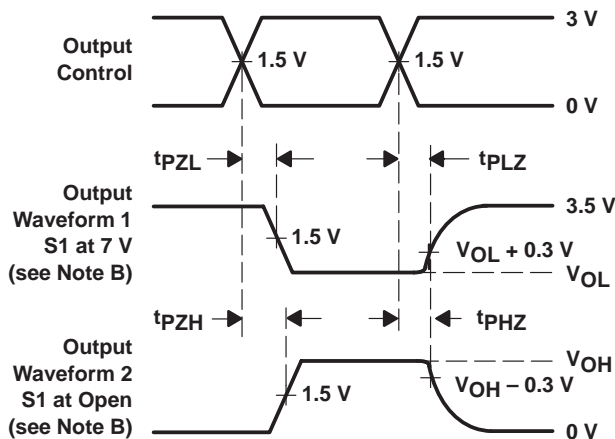 Output
Control
3 V
1.5 V
1.5 V
0 V
tPZL
tPLZ
Output
Waveform 1
S1 at 7 V
(see Note B)
3.5 V
1.5 V
VOL + 0.3 V
VOL
tPZH
tPHZ
Output
Waveform 2
S1 at Open
(see Note B)
VOH
1.5 V
VOH – 0.3 V
0 V